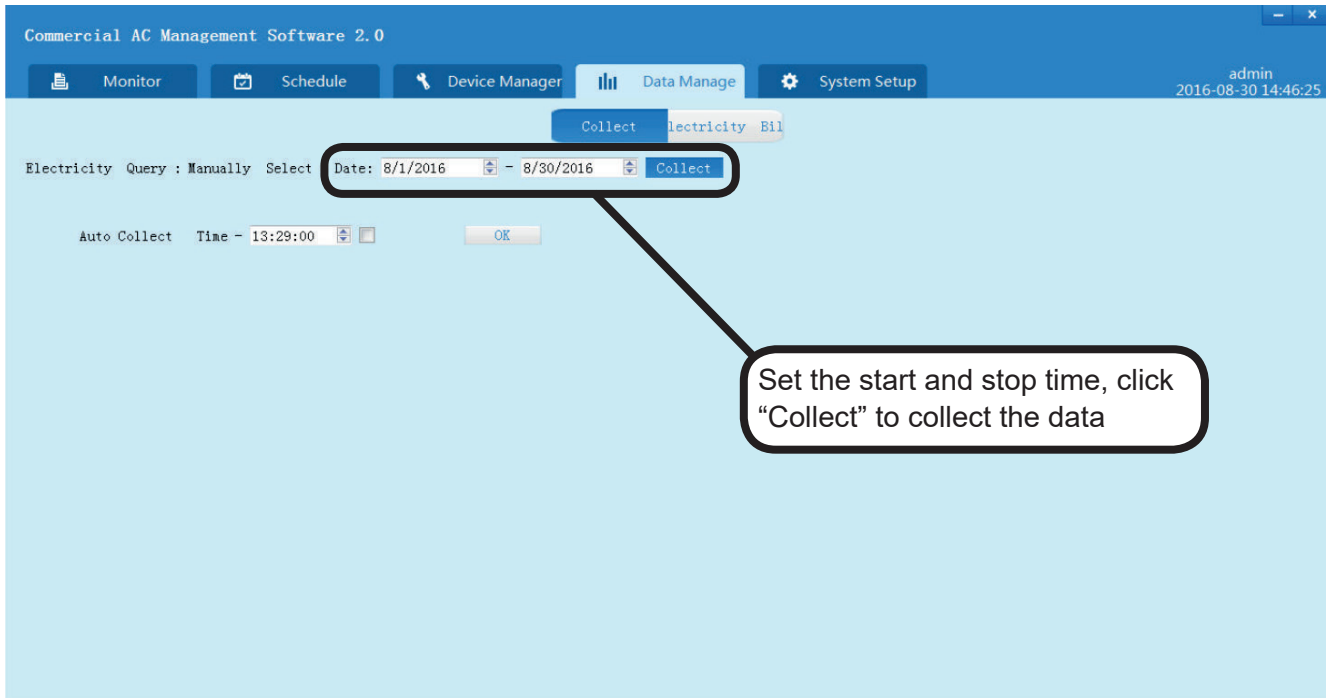 Commercial AC Management Software 2.0
Monitor Schedule Device Manager Data Manage System Setup
admin
2016-08-30 14:46:25
Collect lectricity Bil
Electricity Query : Manually Select Date: 8/1/2016 - 8/30/2016 Collect
Auto Collect Time - 13:29:00 OK
Set the start and stop time, click
“Collect” to collect the data